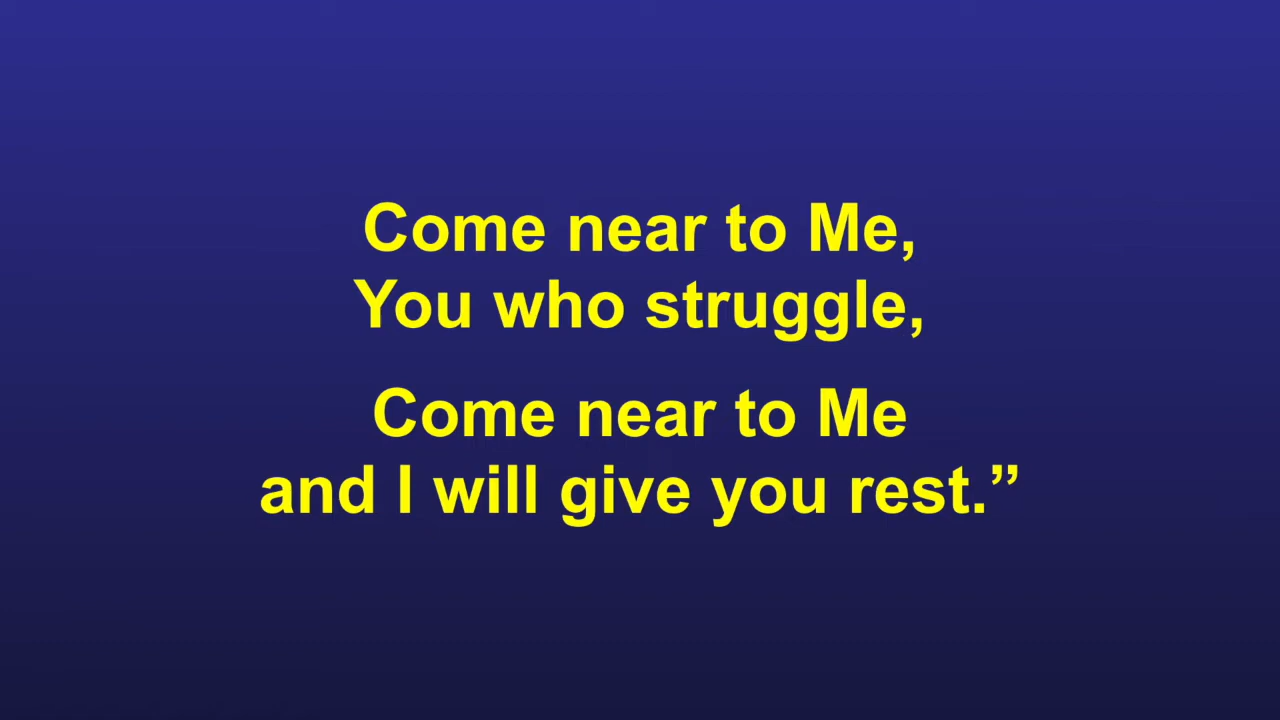 Come near to Me,
You who struggle,
Come near to Me
and I will give you rest.”